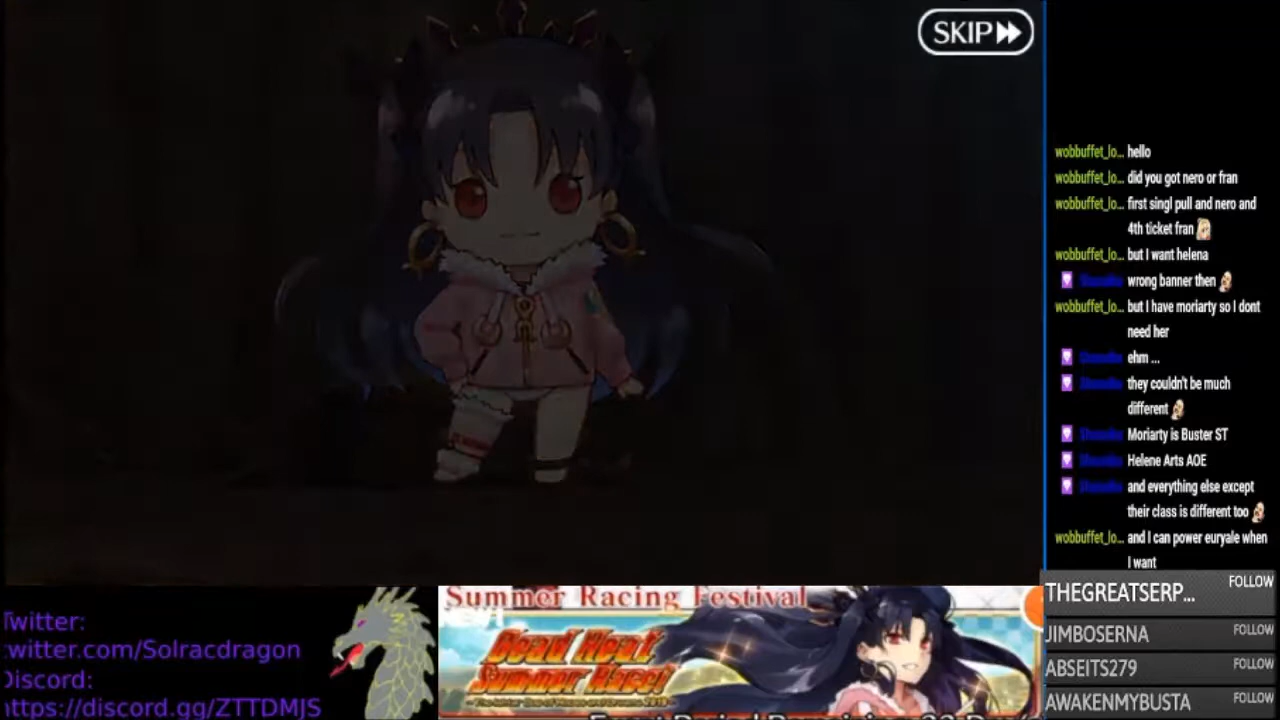 SKIP
wobbuffet_lo... hello
wobbuffet_lo... did you got nero or fran
wobbuffet_lo... first singl pull and nero and
4th ticket fran
wobbuffet_lo... but I want helena
wrong banner then
wobbuffet_lo... but I have moriarty so I dont
need her
ehm ...
they couldn't be much
different
Moriarty is Buster ST
Helene Arts AOE
and everything else except
their class is different too
wobbuffet_lo... and I can power euryale when
I want
THEGREATSERP... FOLLOW
JIMBOSERNA FOLLOW
ABSEITS279 FOLLOW
AWAKENMYBUSTA FOLLOW
Twitter:
twitter.com/Solracdragon
Discord:
https://discord.gg/ZTTDMJS
Summer Racing Festival
Dead Heat
Summer Race!